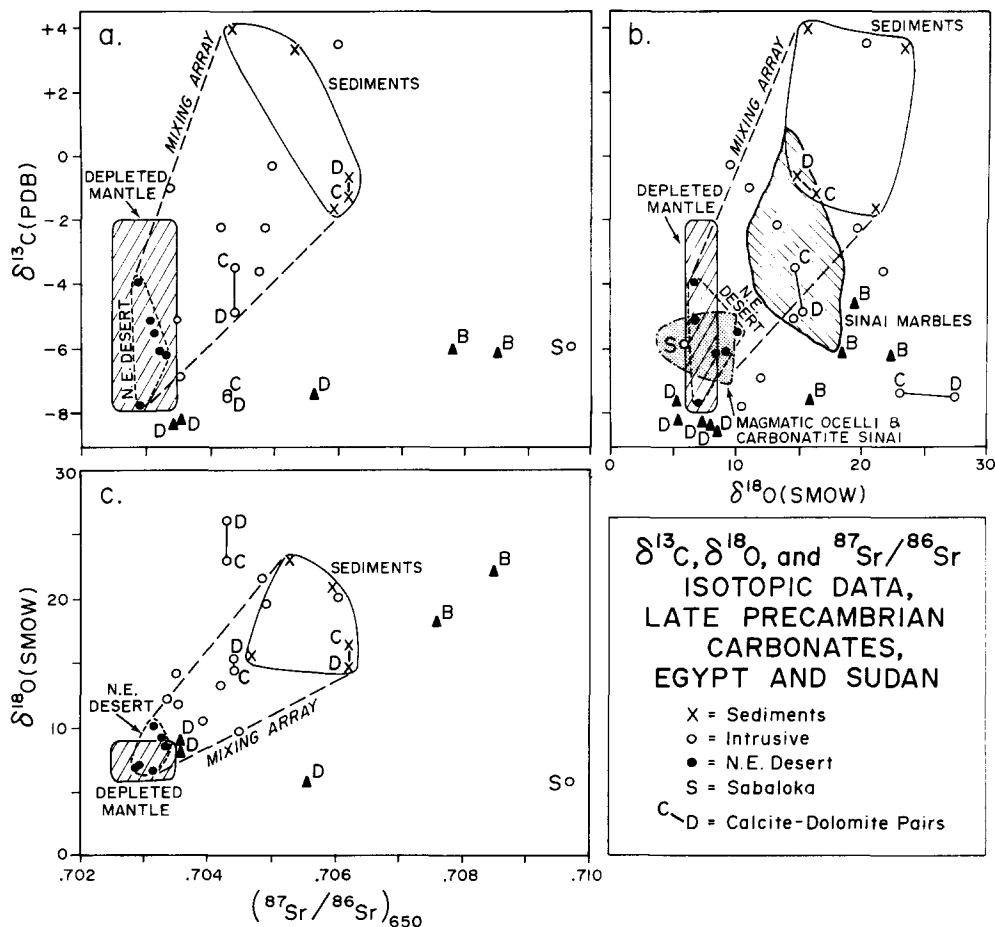 a.
+4
+2
0
-2
-4
-6
-8
δ¹³C(PDB)
MIXING ARRAY
SEDIMENTS
DEPLETED
MANTLE
N.E. DESERT
D
C
C
D
C
D
D
D
D
B
B
S
b.
MIXING ARRAY
SEDIMENTS
DEPLETED
MANTLE
D
C
C
D
N.E.
DESERT
B
SINAI MARBLES
B
B
S
C
D
D
B
D
D
D
MAGMATIC OCELLI &
CARBONATITE SINAI
0
10
20
30
δ¹⁸O(SMOW)
c.
30
20
10
0
δ¹⁸O(SMOW)
D
C
SEDIMENTS
B
B
D
C
C
D
N.E.
DESERT
D
D
MIXING ARRAY
D
S
DEPLETED
MANTLE
.702
.704
.706
.708
.710
(⁸⁷Sr/⁸⁶Sr)₆₅₀
δ¹³C, δ¹⁸O, and ⁸⁷Sr/⁸⁶Sr
ISOTOPIC DATA,
LATE PRECAMBRIAN
CARBONATES,
EGYPT AND SUDAN
X = Sediments
o = Intrusive
● = N.E. Desert
S = Sabaloka
C-D = Calcite-Dolomite Pairs